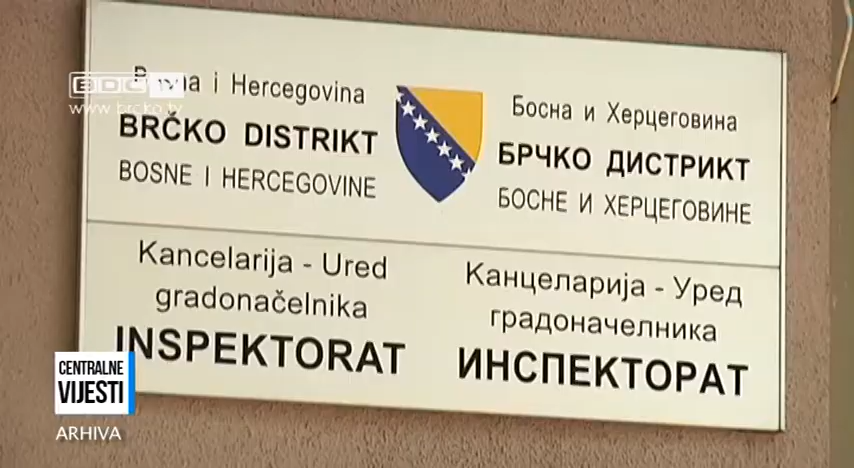 i Hercegovina
BRČKO DISTRIKT
BOSNE I HERCEGOVINE
Босна и Херцеговина
БРЧКО ДИСТРИКТ
БОСНЕ И ХЕРЦЕГОВИНЕ
Kancelarija - Ured
gradonačelnika
INSPEKTORAT
Канцеларија - Уред
градоначелника
ИНСПЕКТОРАТ
www.brcko.tv
CENTRALNE
VIJESTI
ARHIVA